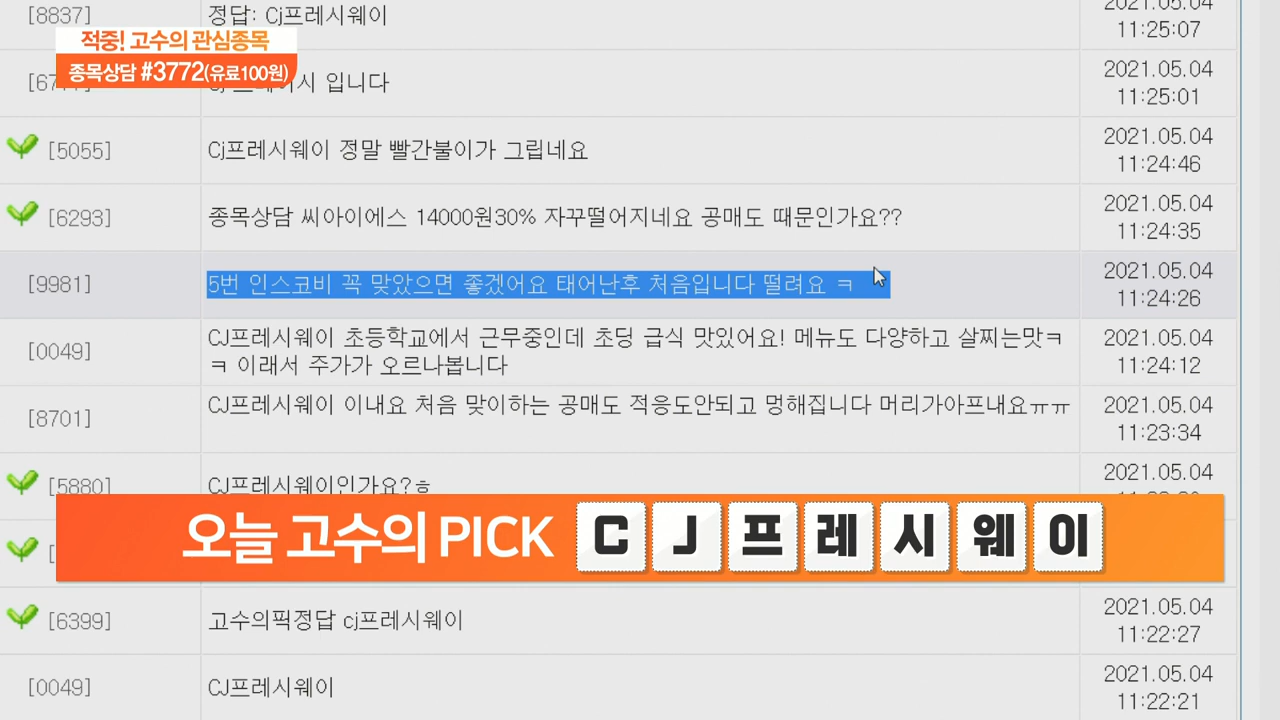 [8837] 정답: Cj프레시웨이 2021.05.04
11:25:07
적중! 고수의 관심종목
종목상담 #3772(유료100원)
입니다 2021.05.04
11:25:01
[5055] Cj프레시웨이 정말 빨간불이가 그립네요 2021.05.04
11:24:46
[6293] 종목상담 씨아이에스 14000원30% 자꾸떨어지네요 공매도 때문인가요?? 2021.05.04
11:24:35
[9981] 5번 인스코비 꼭 맞았으면 좋겠어요 태어난후 처음입니다 떨려요 ㅋ 2021.05.04
11:24:26
[0049] CJ프레시웨이 초등학교에서 근무중인데 초딩 급식 맛있어요! 메뉴도 다양하고 살찌는맛ㅋ 2021.05.04
ㅋ 이래서 주가가 오르나봅니다 11:24:12
[8701] CJ프레시웨이 이내요 처음 맞이하는 공매도 적응도안되고 멍해집니다 머리가아프내요ㅠㅠ 2021.05.04
11:23:34
[5880] CJ프레시웨이인가요?ㅎ 2021.05.04
오늘 고수의 PICK CJ프레시웨이
[6399] 고수의픽정답 cj프레시웨이 2021.05.04
11:22:27
[0049] CJ프레시웨이 2021.05.04
11:22:21